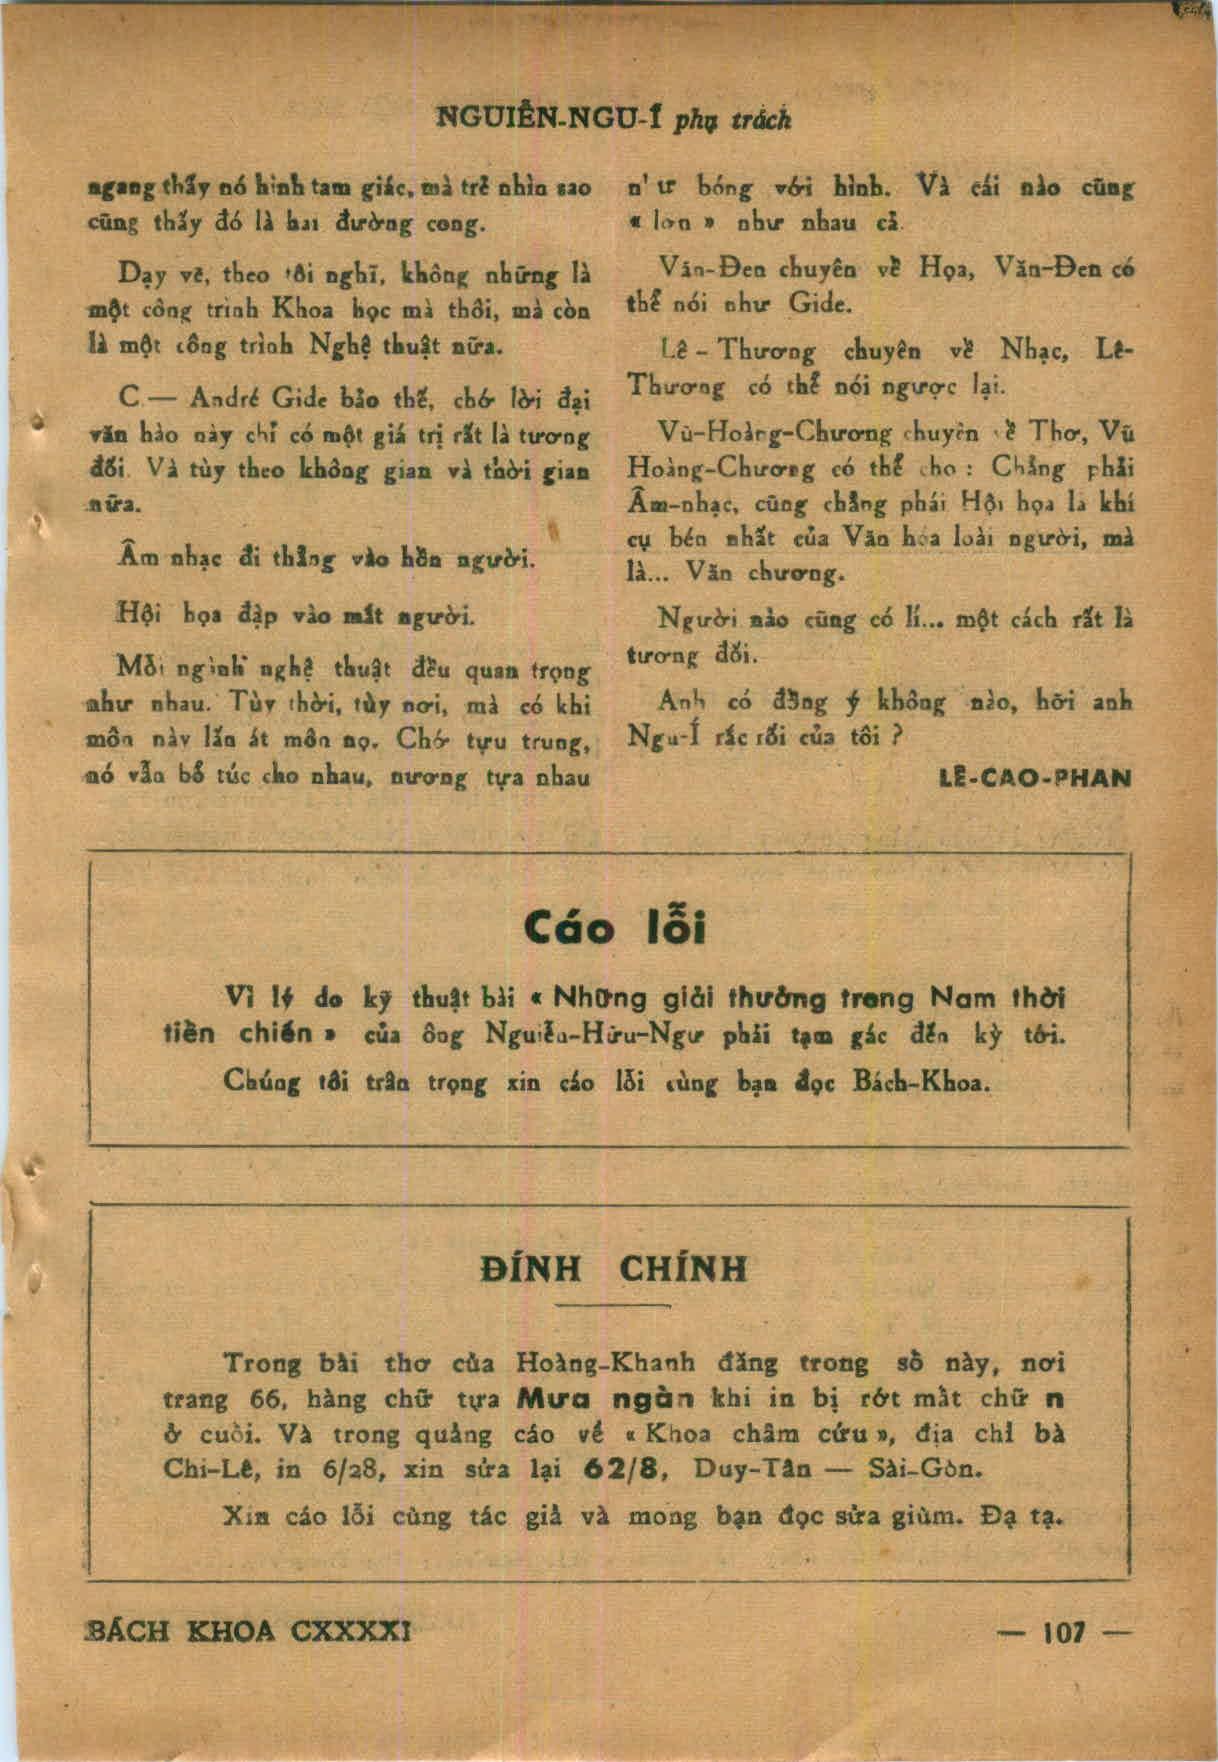 NGUIÊN-NGU-Í phụ trách
ngang thấy nó hình tam giác, mà trẻ nhìn sao
cũng thấy đó là hai đường cong.
Dạy vẽ, theo tôi nghĩ, không những là
một công trình Khoa học mà thôi, mà còn
là một công trình Nghệ thuật nữa.
C — André Gide bảo thế, chớ lời đại
văn hào này chỉ có một giá trị rất là tương
đối. Và tùy theo không gian và thời gian
nữa.
Âm nhạc đi thẳng vào hồn người.
Hội họa đập vào mắt người.
Mỗi ngành nghệ thuật đều quan trọng
như nhau. Tùy thời, tùy nơi, mà có khi
môn này lấn át môn nọ. Chớ tựu trung,
nó vẫn bổ túc cho nhau, nương tựa nhau
như bóng với hình. Và cái nào cũng
« lớn » như nhau cả.
Văn-Đen chuyên về Họa, Văn-Đen có
thể nói như Gide.
Lê-Thương chuyên về Nhạc, Lê-
Thương có thể nói ngược lại.
Vũ-Hoàng-Chương chuyên về Thơ, Vũ
Hoàng-Chương có thể cho : Chẳng phải
Âm-nhạc, cũng chẳng phải Hội họa là khí
cụ bén nhất của Văn hóa loài người, mà
là... Văn chương.
Người nào cũng có lí... một cách rất là
tương đối.
Anh có đồng ý không nào, hỡi anh
Ngu-Í rắc rối của tôi ?
LÊ-CAO-PHAN
Cáo lỗi
Vì lý do kỹ thuật bài « Những giải thưởng trong Nam thời
tiền chiến » của ông Nguiễn-Hữu-Ngư phải tạm gác đến kỳ tới.
Chúng tôi trân trọng xin cáo lỗi cùng bạn đọc Bách-Khoa.
ĐÍNH CHÍNH
Trong bài thơ của Hoàng-Khanh đăng trong số này, nơi
trang 66, hàng chữ tựa Mưa ngàn khi in bị rớt mất chữ n
ở cuối. Và trong quảng cáo về « Khoa châm cứu », địa chỉ bà
Chi-Lê, in 6/28, xin sửa lại 62/8, Duy-Tân — Sài-Gòn.
Xin cáo lỗi cùng tác giả và mong bạn đọc sửa giùm. Đạ tạ.
BÁCH KHOA CXXXXI
— 107 —